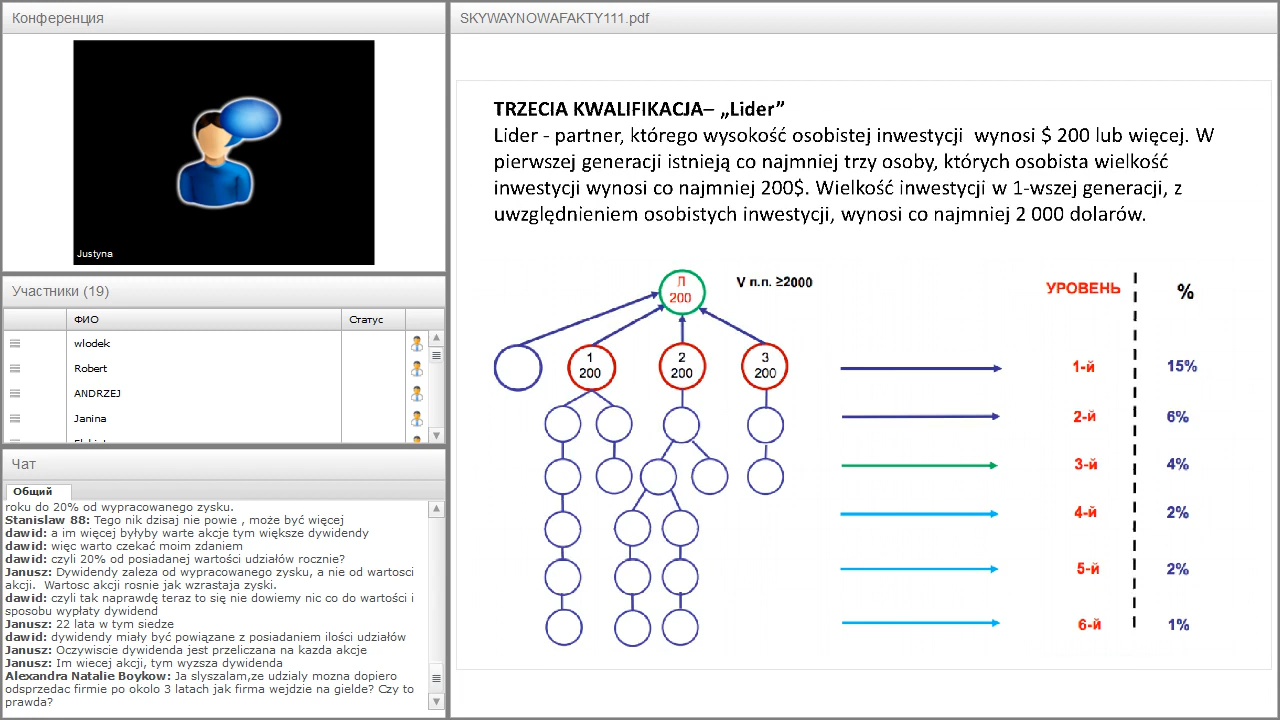 Конференция
Justyna
Участники (19)
ФИО
Статус
wlodek
Robert
ANDRZEJ
Janina
Чат
Общий
roku do 20% od wypracowanego zysku.
Stanislaw 88: Tego nik dzisaj nie powie , może być więcej
dawid: a im więcej byłyby warte akcje tym większe dywidendy
dawid: więc warto czekać moim zdaniem
dawid: czyli 20% od posiadanej wartości udziałów rocznie?
Janusz: Dywidendy zaleza od wypracowanego zysku, a nie od wartosci
akcji.  Wartosc akcji rosnie jak wzrastaja zyski.
dawid: czyli tak naprawdę teraz to się nie dowiemy nic co do wartości i
sposobu wypłaty dywidend
Janusz: 22 lata w tym siedze
dawid: dywidendy miały być powiązane z posiadaniem ilości udziałów
Janusz: Oczywiscie dywidenda jest przeliczana na kazda akcje
Janusz: Im wiecej akcji, tym wyzsza dywidenda
Alexandra Natalie Boykow: Ja slyszalam,ze udzialy mozna dopiero
odsprzedac firmie po okolo 3 latach jak firma wejdzie na gielde? Czy to
prawda?
SKYWAYNOWAFAKTY111.pdf
TRZECIA KWALIFIKACJA– „Lider”
Lider - partner, którego wysokość osobistej inwestycji  wynosi $ 200 lub więcej. W
pierwszej generacji istnieją co najmniej trzy osoby, których osobista wielkość
inwestycji wynosi co najmniej 200$. Wielkość inwestycji w 1-wszej generacji, z
uwzględnieniem osobistych inwestycji, wynosi co najmniej 2 000 dolarów.
Л
200
V п.п. ≥2000
УРОВЕНЬ
%
1
200
2
200
3
200
1-й
15%
2-й
6%
3-й
4%
4-й
2%
5-й
2%
6-й
1%